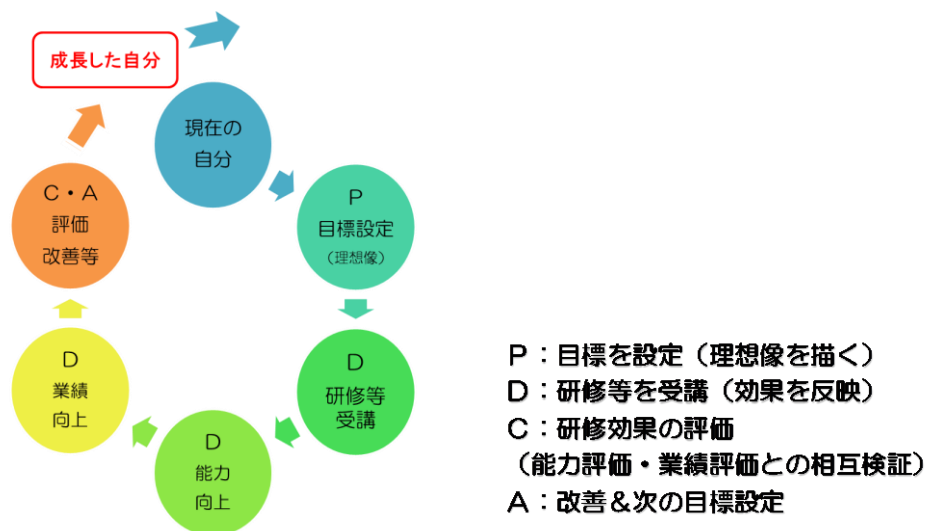 成長した自分
現在の
自分
P
目標設定
（理想像）
D
研修等
受講
D
能力
向上
D
業績
向上
C・A
評価
改善等
P：目標を設定（理想像を描く）
D：研修等を受講（効果を反映）
C：研修効果の評価
（能力評価・業績評価との相互検証）
A：改善＆次の目標設定